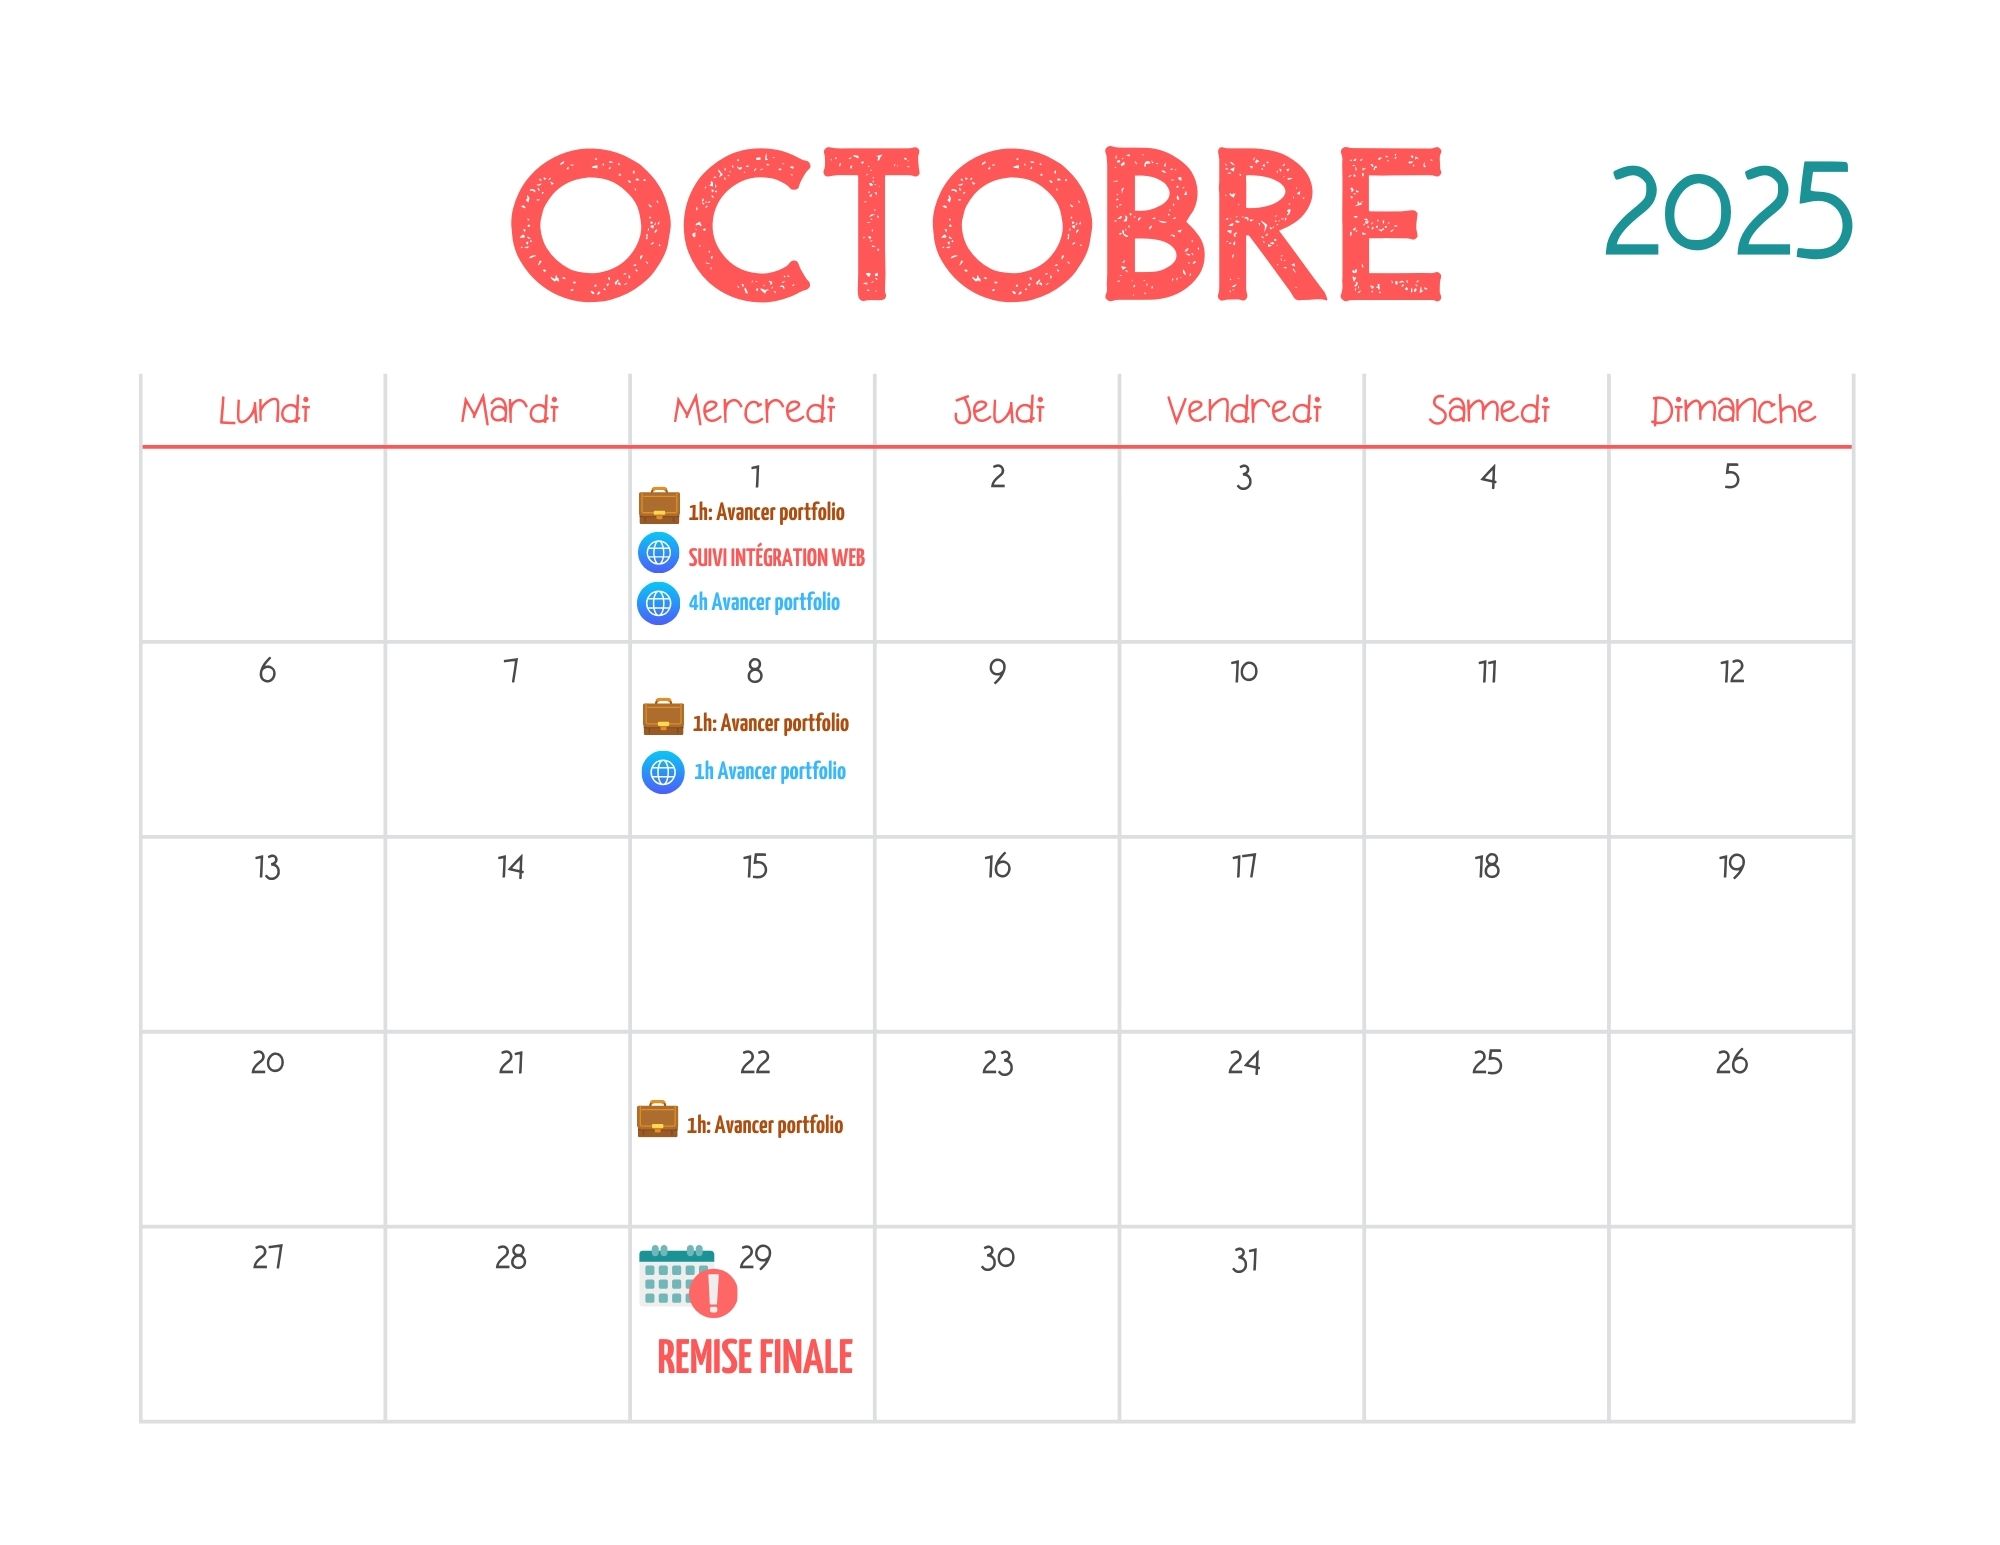 OCTOBRE 2025
Lundi Mardi Mercredi Jeudi Vendredi Samedi Dimanche
1 2 3 4 5
1h: Avancer portfolio
SUIVI INTÉGRATION WEB
4h Avancer portfolio
6 7 8 9 10 11 12
1h: Avancer portfolio
1h Avancer portfolio
13 14 15 16 17 18 19
20 21 22 23 24 25 26
1h: Avancer portfolio
27 28 29 30 31
REMISE FINALE